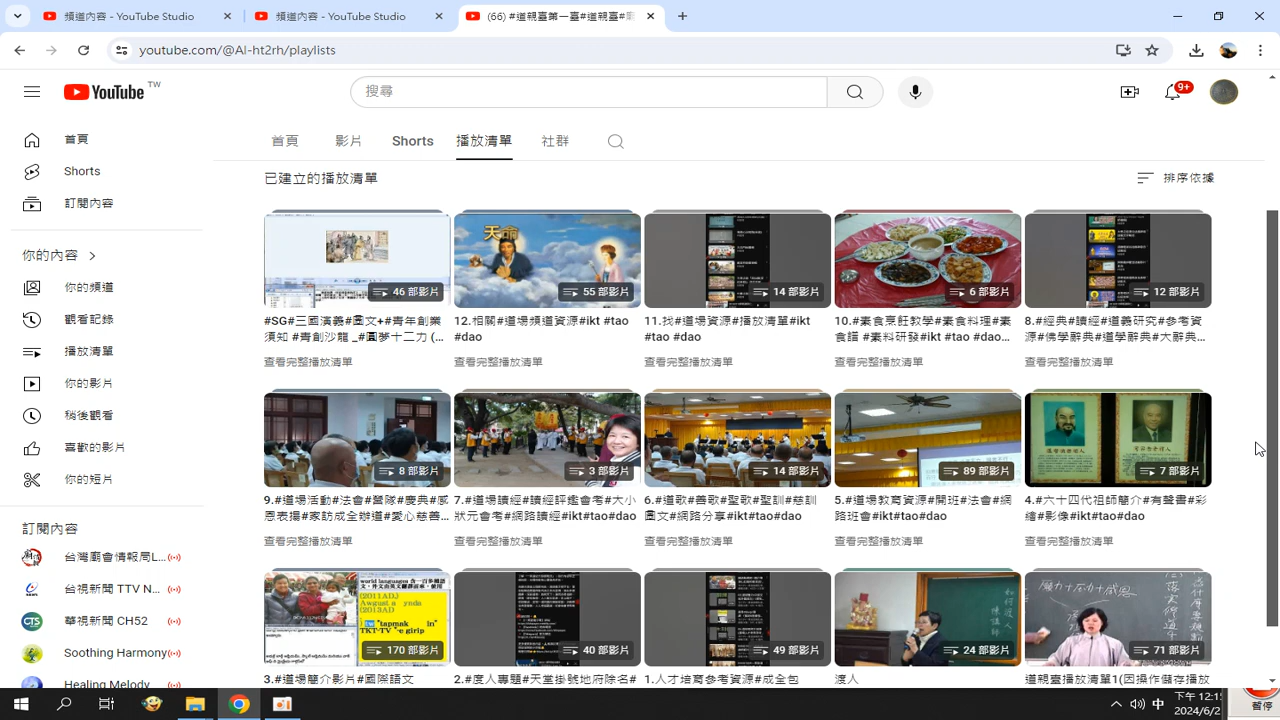 頻道內容 - YouTube Studio
頻道內容 - YouTube Studio
(66) #道親臺第一臺#道親臺#
youtube.com/@AI-ht2rh/playlists
YouTube TW
搜尋
9+
首頁
影片
Shorts
播放清單
社群
已建立的播放清單
排序依據
首頁
Shorts
訂閱內容
你的內容
你的頻道
觀看記錄
播放清單
你的影片
稍後觀看
喜歡的影片
你的短片
訂閱內容
台灣廟會情報局L...
台視新聞 TTV N...
華視新聞 CH52
Soothing Harmony
46 部影片
55 部影片
14 部影片
6 部影片
12 部影片
#SG#三國演義#圖文+#青年創業
須知 #青創沙龍 _#圓夢十二力 (...
查看完整播放清單
12.相關#道場頻道資源#ikt #tao
#dao
查看完整播放清單
11.找#道場資源#播放清單#ikt
#tao #dao
查看完整播放清單
10.#素食烹飪教學#素食料理#素
食譜 #素料研發#ikt #tao #dao...
查看完整播放清單
8.#經典#讀經#道義研究#參考資
源#佛學辭典#道學辭典#大辭典...
查看完整播放清單
8 部影片
3 部影片
14 部影片
89 部影片
7 部影片
9.#道場活動#法會#營隊#慶典#感
恩表揚#家訪成全辦道#愛心慈善...
查看完整播放清單
7.#道場讀經#讀經評鑑會考#大小
狀元會考#網路讀經#ikt#tao#dao
查看完整播放清單
6.#道歌#善歌#聖歌#聖訓#慈訓
圖文#網路分享#ikt#tao#dao
查看完整播放清單
5.#道場教育資源#開班#法會#網
路班會#ikt#tao#dao
查看完整播放清單
4.#六十四代祖師簡介#有聲書#彩
繪#影像#ikt#tao#dao
查看完整播放清單
170 部影片
40 部影片
49 部影片
24 部影片
71 部影片
3.#道場簡介影片#國際語文
2.#度人專題#天堂掛號地府除名#
1.人才培育參考資源#成全包
渡人
道親臺播放清單1(因操作儲存播放
中
下午 12:15
2024/6/2
暫停